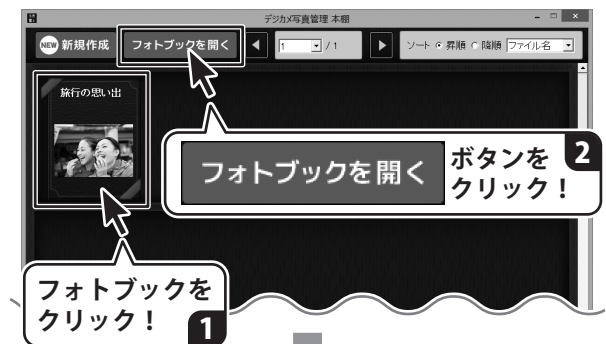 デジカメ写真管理 本棚
NEW 新規作成 フォトブックを開く 1 / 1 ソート 昇順 降順 ファイル名
旅行の思い出
フォトブックを開く ボタンを
クリック！ 2
フォトブックを
クリック！ 1